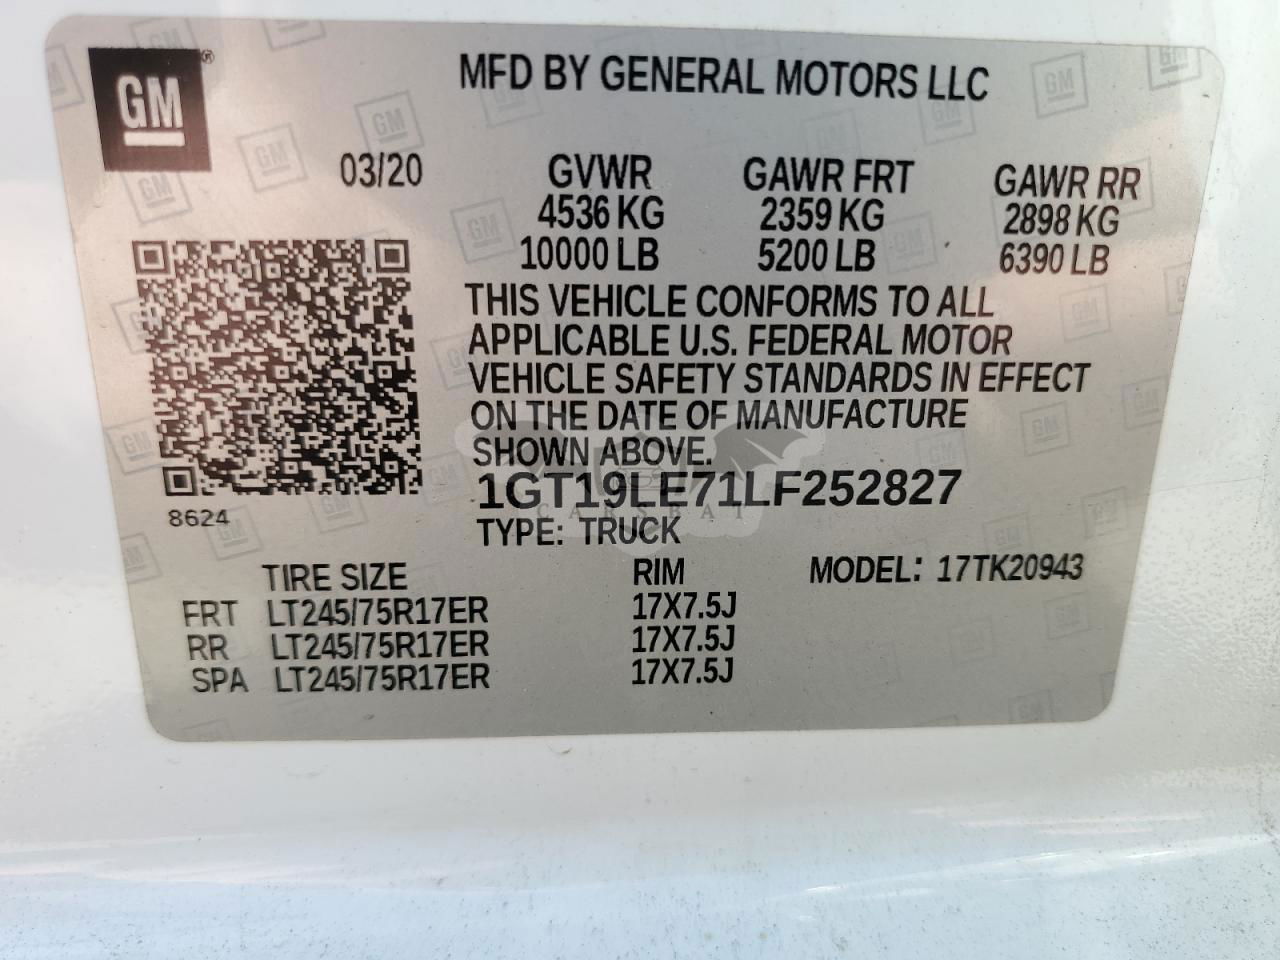 GM
MFD BY GENERAL MOTORS LLC
03/20 GVWR GAWR FRT GAWR RR
4536 KG 2359 KG 2898 KG
10000 LB 5200 LB 6390 LB
THIS VEHICLE CONFORMS TO ALL
APPLICABLE U.S. FEDERAL MOTOR
VEHICLE SAFETY STANDARDS IN EFFECT
ON THE DATE OF MANUFACTURE
SHOWN ABOVE.
1GT19LE71LF252827
CARSBAT
8624 TYPE: TRUCK
TIRE SIZE RIM MODEL: 17TK20943
FRT LT245/75R17ER 17X7.5J
RR LT245/75R17ER 17X7.5J
SPA LT245/75R17ER 17X7.5J